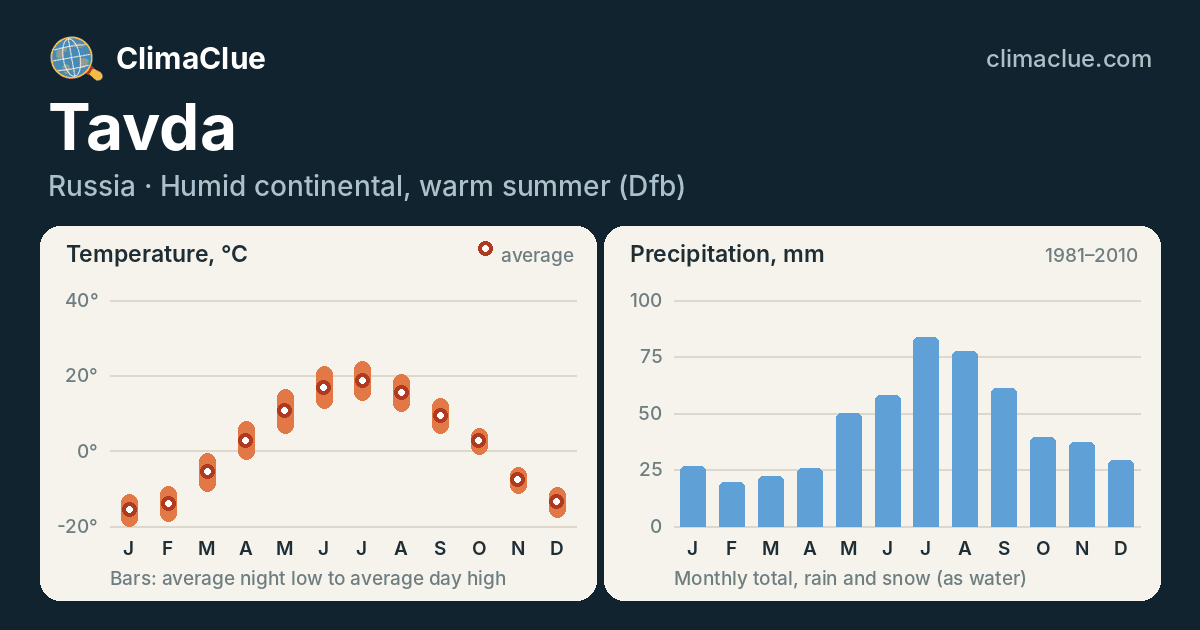 ClimaClue
climaclue.com
Tavda
Russia · Humid continental, warm summer (Dfb)
Temperature, °C
average
40°
20°
0°
-20°
J F M A M J J A S O N D
Bars: average night low to average day high
Precipitation, mm
1981–2010
100
75
50
25
0
J F M A M J J A S O N D
Monthly total, rain and snow (as water)